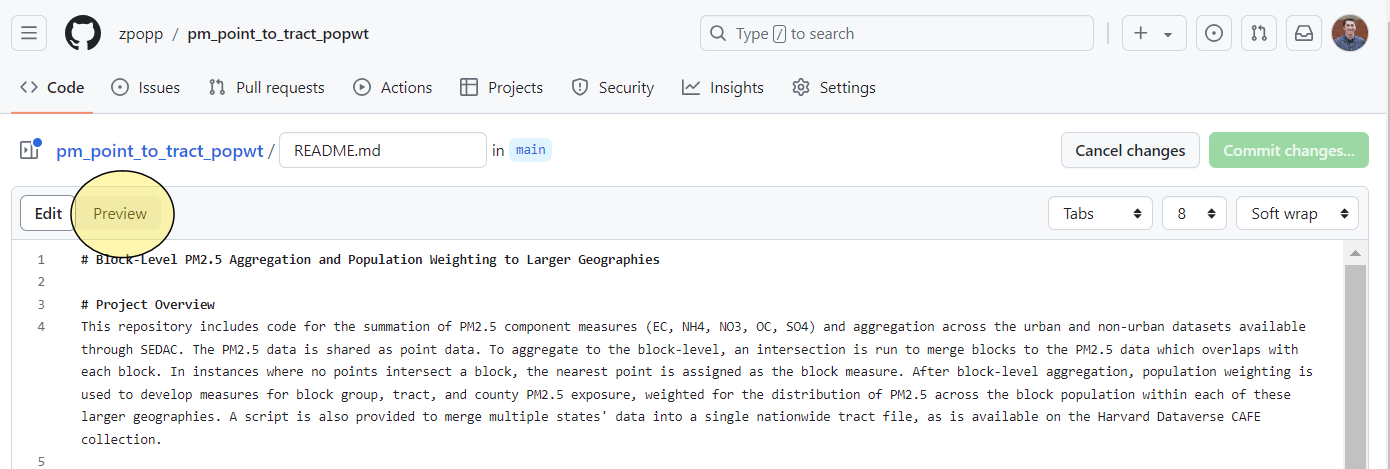 zpopp / pm_point_to_tract_popwt Type / to search
Code Issues Pull requests Actions Projects Security Insights Settings
pm_point_to_tract_popwt / README.md in main Cancel changes Commit changes...
Edit Preview Tabs 8 Soft wrap
1 # Block-Level PM2.5 Aggregation and Population Weighting to Larger Geographies
2
3 # Project Overview
4 This repository includes code for the summation of PM2.5 component measures (EC, NH4, NO3, OC, SO4) and aggregation across the urban and non-urban datasets available
through SEDAC. The PM2.5 data is shared as point data. To aggregate to the block-level, an intersection is run to merge blocks to the PM2.5 data which overlaps with
each block. In instances where no points intersect a block, the nearest point is assigned as the block measure. After block-level aggregation, population weighting is
used to develop measures for block group, tract, and county PM2.5 exposure, weighted for the distribution of PM2.5 across the block population within each of these
larger geographies. A script is also provided to merge multiple states' data into a single nationwide tract file, as is available on the Harvard Dataverse CAFE
collection.
5